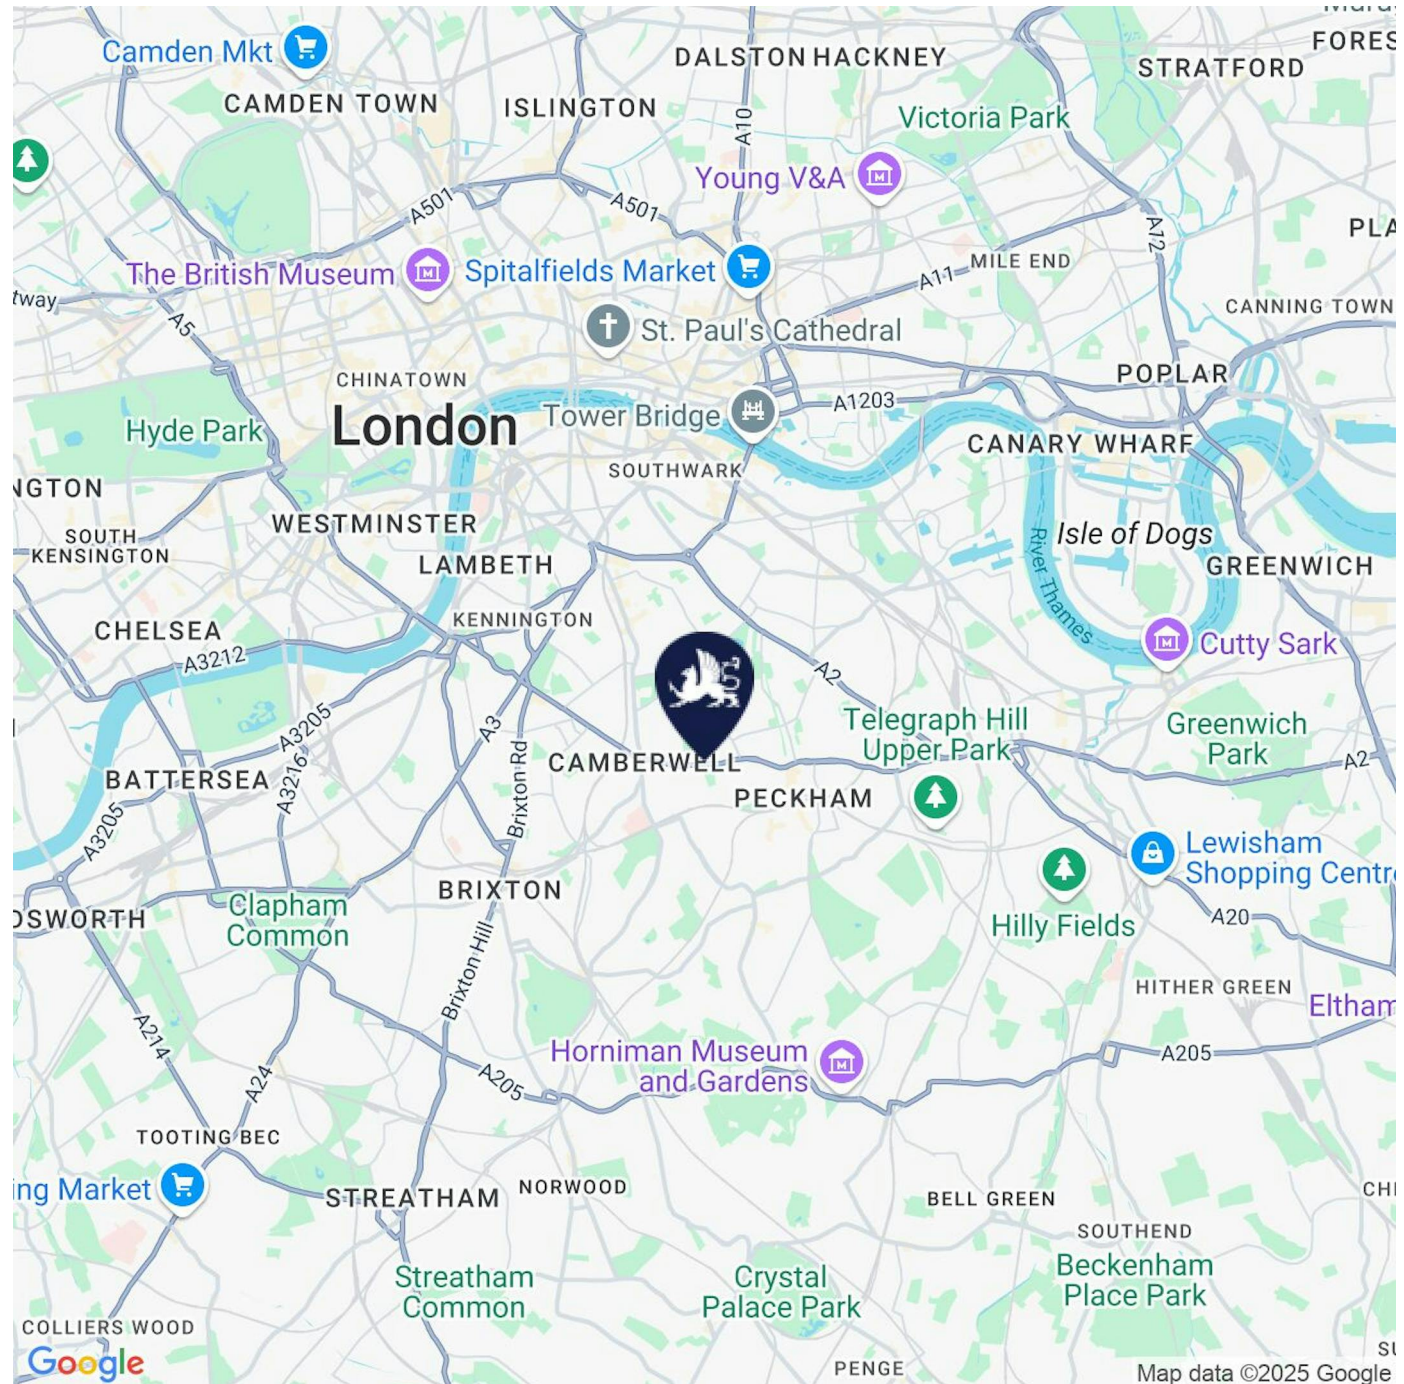 Camden Mkt
DALSTON
HACKNEY
STRATFORD
CAMDEN TOWN
ISLINGTON
A10
Victoria Park
Young V&A
A501
A501
A12
The British Museum
Spitalfields Market
A11
MILE END
CANNING TOWN
A5
St. Paul's Cathedral
CHINATOWN
POPLAR
Hyde Park
London
Tower Bridge
A1203
CANARY WHARF
SOUTHWARK
WESTMINSTER
SOUTH
KENSINGTON
LAMBETH
Isle of Dogs
River Thames
GREENWICH
KENNINGTON
CHELSEA
A3212
Cutty Sark
A2
A3205
A3
Telegraph Hill
Upper Park
Greenwich
Park
A3216
Brixton Rd
CAMBERWELL
A2
BATTERSEA
PECKHAM
A3205
Lewisham
Shopping Centre
BRIXTON
Clapham
Common
DSWORTH
A20
Hilly Fields
Brixton Hill
HITHER GREEN
Eltham
A214
Horniman Museum
and Gardens
A205
A24
A205
TOOTING BEC
ing Market
STREATHAM
NORWOOD
BELL GREEN
SOUTHEND
Streatham
Common
Crystal
Palace Park
Beckenham
Place Park
COLLIERS WOOD
Google
PENGE
Map data ©2025 Google